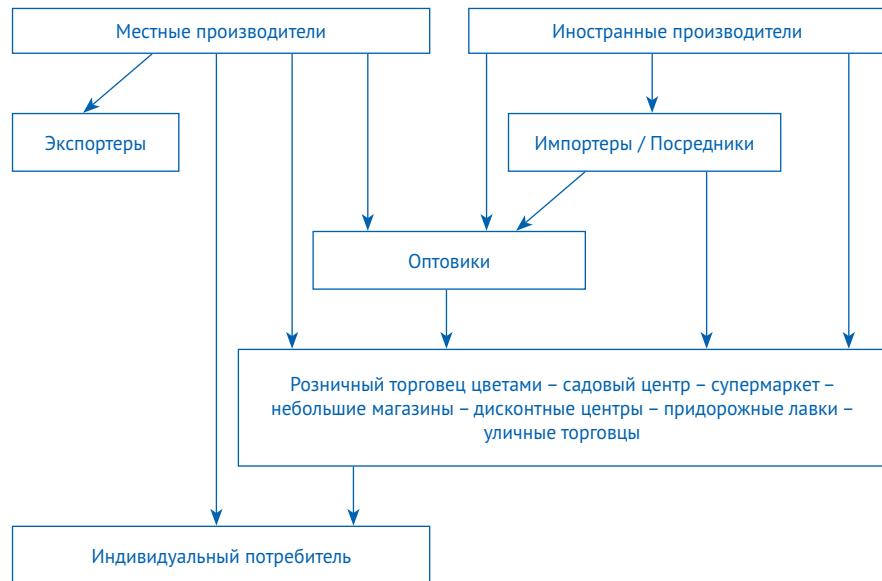 Местные производители
Иностранные производители
Экспортеры
Импортеры / Посредники
Оптовики
Розничный торговец цветами – садовый центр – супермаркет –
небольшие магазины – дисконтные центры – придорожные лавки –
уличные торговцы
Индивидуальный потребитель